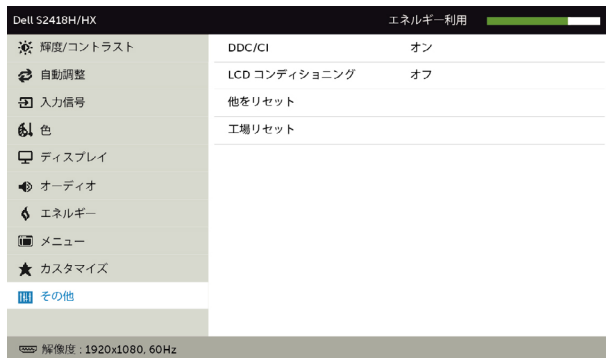 Dell S2418H/HX エネルギー利用
輝度/コントラスト
自動調整
入力信号
色
ディスプレイ
オーディオ
エネルギー
メニュー
カスタマイズ
その他
DDC/CI オン
LCD コンディショニング オフ
他をリセット
工場リセット
解像度 : 1920x1080, 60Hz